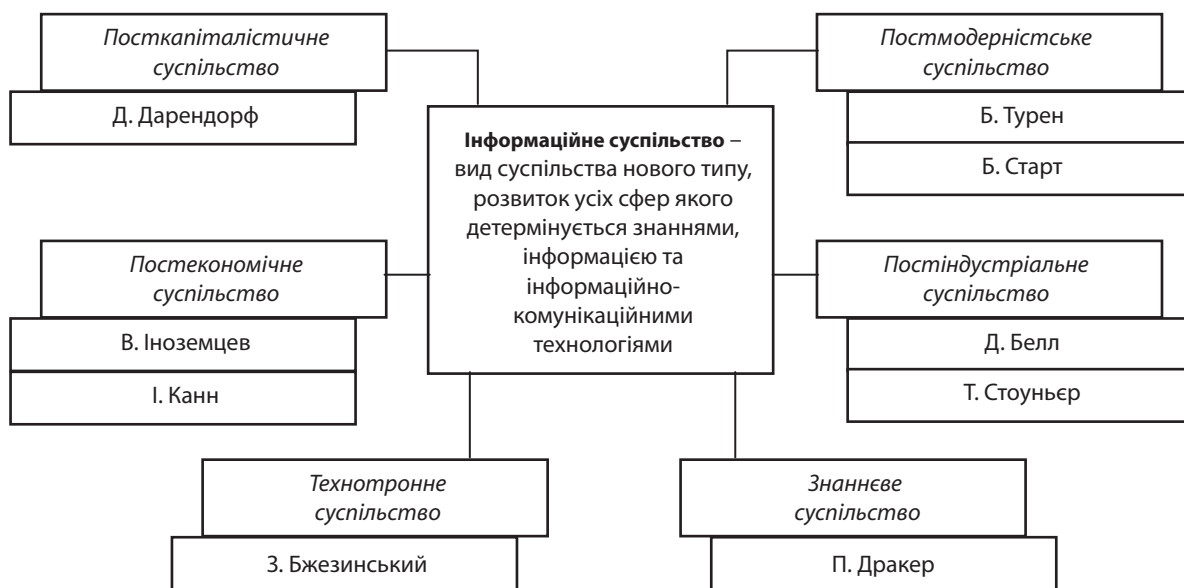 Посткапіталістичне
суспільство
Д. Дарендорф
Постмодерністське
суспільство
Б. Турен
Б. Старт
Інформаційне суспільство –
вид суспільства нового типу,
розвиток усіх сфер якого
детермінується знаннями,
інформацією та
інформаційно-
комунікаційними
технологіями
Постекономічне
суспільство
В. Іноземцев
І. Канн
Постіндустріальне
суспільство
Д. Белл
Т. Стоуньєр
Технотронне
суспільство
З. Бжезинський
Знаннєве
суспільство
П. Дракер